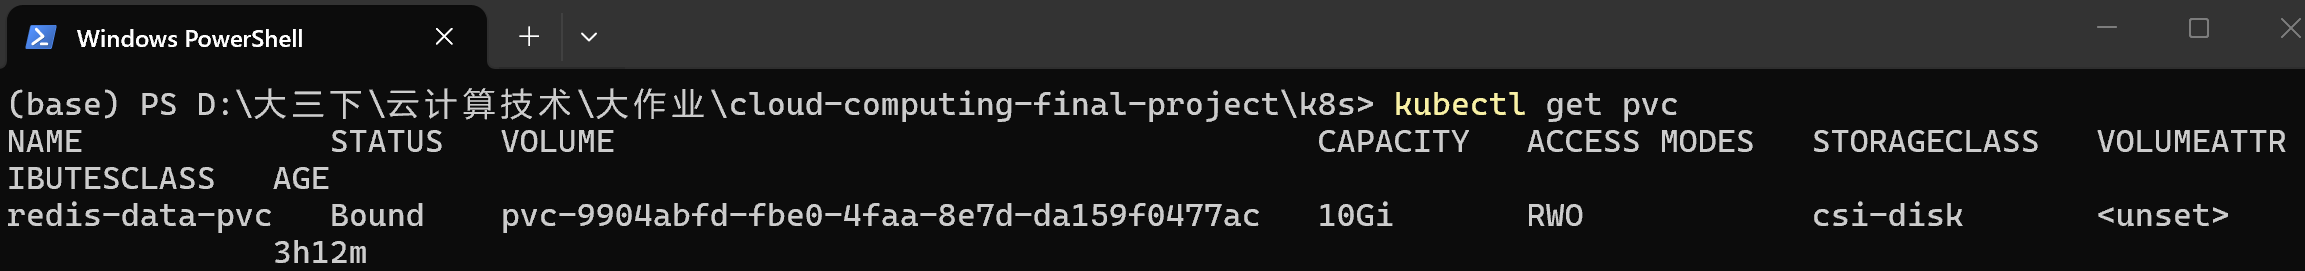 Windows PowerShell
(base) PS D:\大三下\云计算技术\大作业\cloud-computing-final-project\k8s> kubectl get pvc
NAME             STATUS   VOLUME                                     CAPACITY   ACCESS MODES   STORAGECLASS   VOLUMEATTR
IBUTESCLASS   AGE
redis-data-pvc   Bound    pvc-9904abfd-fbe0-4faa-8e7d-da159f0477ac   10Gi       RWO            csi-disk       <unset>
              3h12m